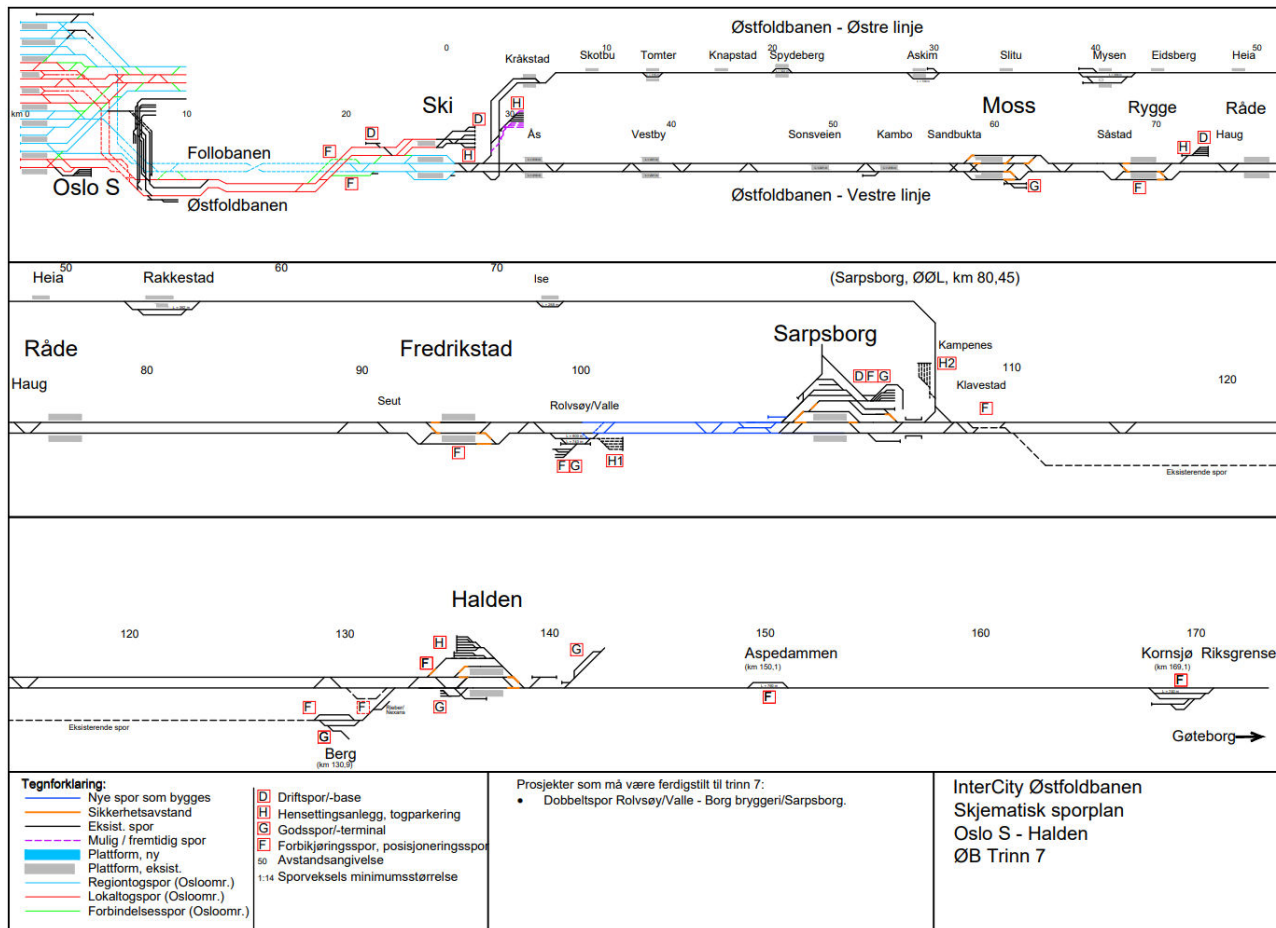 Østfoldbanen - Østre linje
0 10 20 30 40 50
Kråkstad Skotbu Tomter Knapstad Spydeberg Askim Slitu Mysen Eidsberg Heia
km 0 10 20 Ski D H 30 Moss Rygge Råde
F D 40 50 60 70
Ås Vestby Sonsveien Kambo Sandbukta Såstad Haug
Follobanen H H D
Oslo S F G F
Østfoldbanen Østfoldbanen - Vestre linje
50 60 70
Heia Rakkestad Ise (Sarpsborg, ØØL, km 80,45)
Råde Fredrikstad Sarpsborg
Kampenes
80 90 100 H2 110 120
Haug D F G Klavestad
Seut Rolvsøy/Valle F
F F G H1
Eksisterende spor
Halden
120 130 140 150 160 170
H G Aspedammen Kornsjø Riksgrense
F (km 150,1) (km 169,1)
F F
F F G
Eksisterende spor
G Gøteborg
Berg
(km 130,9)
Tegnforklaring:
Nye spor som bygges
Sikkerhetsavstand
Eksist. spor
Mulig / fremtidig spor
Plattform, ny
Plattform, eksist.
Regiontogspor (Osloomr.)
Lokaltogspor (Osloomr.)
Forbindelsesspor (Osloomr.)
D Driftspor/-base
H Hensettingsanlegg, togparkering
G Godsspor/-terminal
F Forbikjøringsspor, posisjoneringsspor
50 Avstandsangivelse
1:14 Sporveksels minimumsstørrelse
Prosjekter som må være ferdigstilt til trinn 7:
• Dobbeltspor Rolvsøy/Valle - Borg bryggeri/Sarpsborg.
InterCity Østfoldbanen
Skjematisk sporplan
Oslo S - Halden
ØB Trinn 7